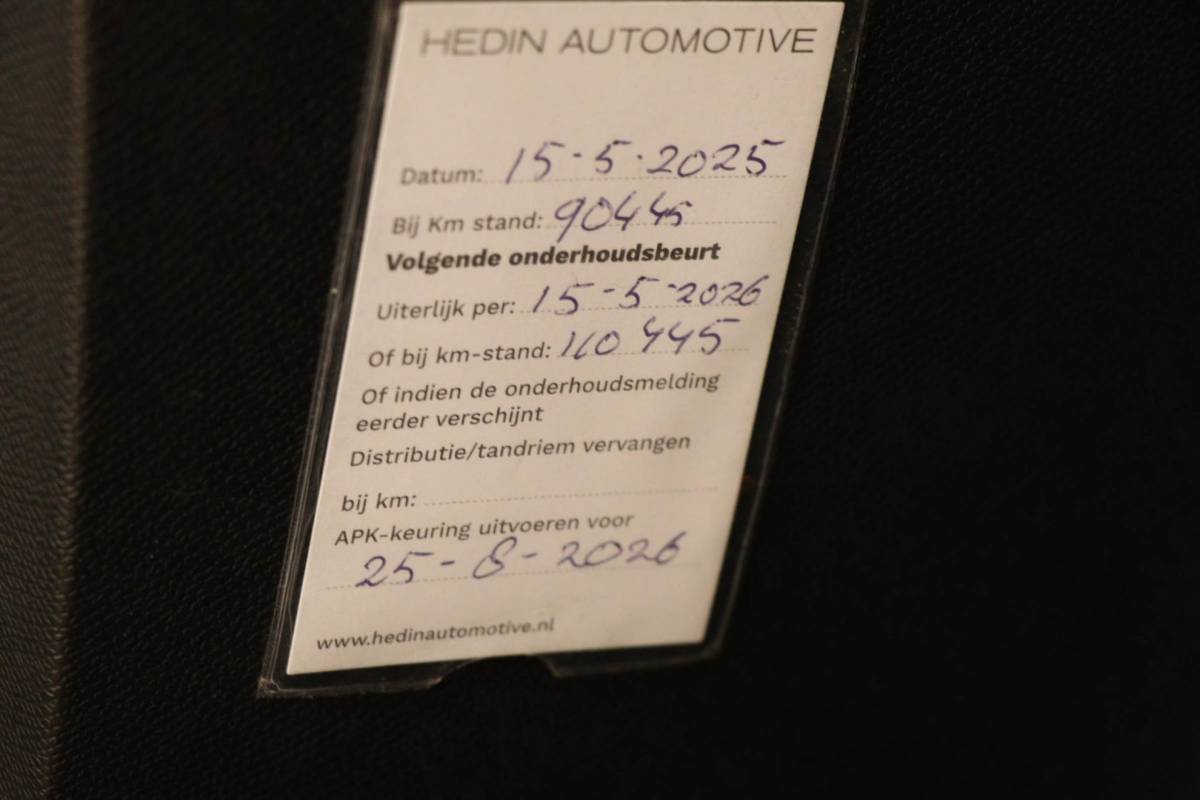 HEDIN AUTOMOTIVE
Datum: 15-5-2025
Bij Km stand: 90445
Volgende onderhoudsbeurt
Uiterlijk per: 15-5-2026
Of bij km-stand: 110445
Of indien de onderhoudsmelding
eerder verschijnt
Distributie/tandriem vervangen
bij km:
APK-keuring uitvoeren voor
25-8-2026
www.hedinautomotive.nl